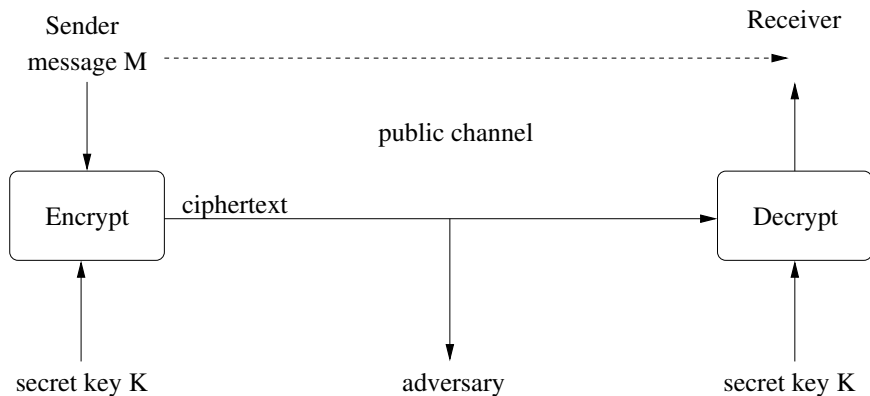 Sender
Receiver
message M
public channel
Encrypt
ciphertext
Decrypt
secret key K
adversary
secret key K